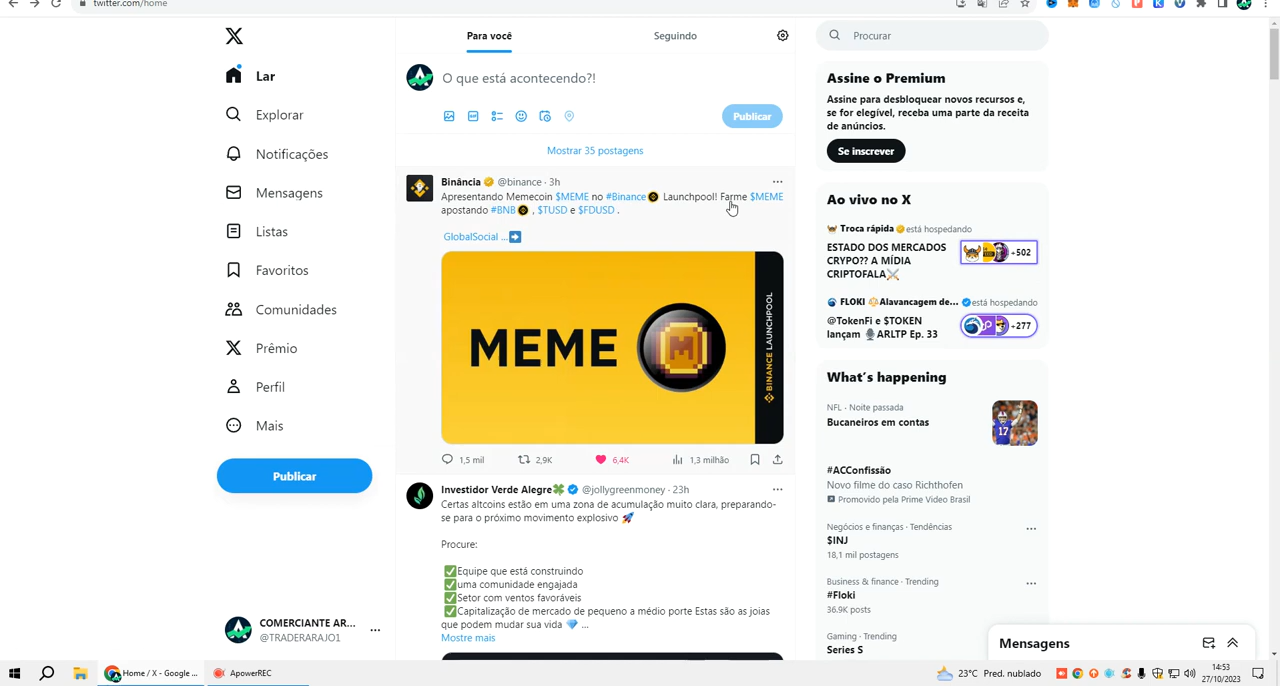 twitter.com/home
Lar
Explorar
Notificações
Mensagens
Listas
Favoritos
Comunidades
Prêmio
Perfil
Mais
Publicar
COMERCIANTE AR...
@TRADERARAJO1
Para você
Seguindo
O que está acontecendo?!
Publicar
Mostrar 35 postagens
Binância @binance · 3h
Apresentando Memecoin $MEME no #Binance Launchpool! Farme $MEME
apostando #BNB , $TUSD e $FDUSD .
GlobalSocial ...➡️
MEME
BINANCE LAUNCHPOOL
1,5 mil
2,9K
6,4K
1,3 milhão
Investidor Verde Alegre🍀 @jollygreenmoney · 23h
Certas altcoins estão em uma zona de acumulação muito clara, preparando-
se para o próximo movimento explosivo 🚀
Procure:
✅Equipe que está construindo
✅uma comunidade engajada
✅Setor com ventos favoráveis
✅Capitalização de mercado de pequeno a médio porte Estas são as joias
que podem mudar sua vida 💎 ...
Mostre mais
Procurar
Assine o Premium
Assine para desbloquear novos recursos e,
se for elegível, receba uma parte da receita
de anúncios.
Se inscrever
Ao vivo no X
Troca rápida está hospedando
ESTADO DOS MERCADOS
CRYPO?? A MÍDIA
CRIPTOFALA⚔️
+502
FLOKI Alavancagem de... está hospedando
@TokenFi e $TOKEN
lançam 🎙️ARLTP Ep. 33
+277
What's happening
NFL · Noite passada
Bucaneiros em contas
#ACConfissão
Novo filme do caso Richthofen
Promovido pela Prime Video Brasil
Negócios e finanças · Tendências
$INJ
18,1 mil postagens
Business & finance · Trending
#Floki
36.9K posts
Gaming · Trending
Series S
Mensagens
Home / X - Google ...
ApowerREC
23°C Pred. nublado
14:53
27/10/2023